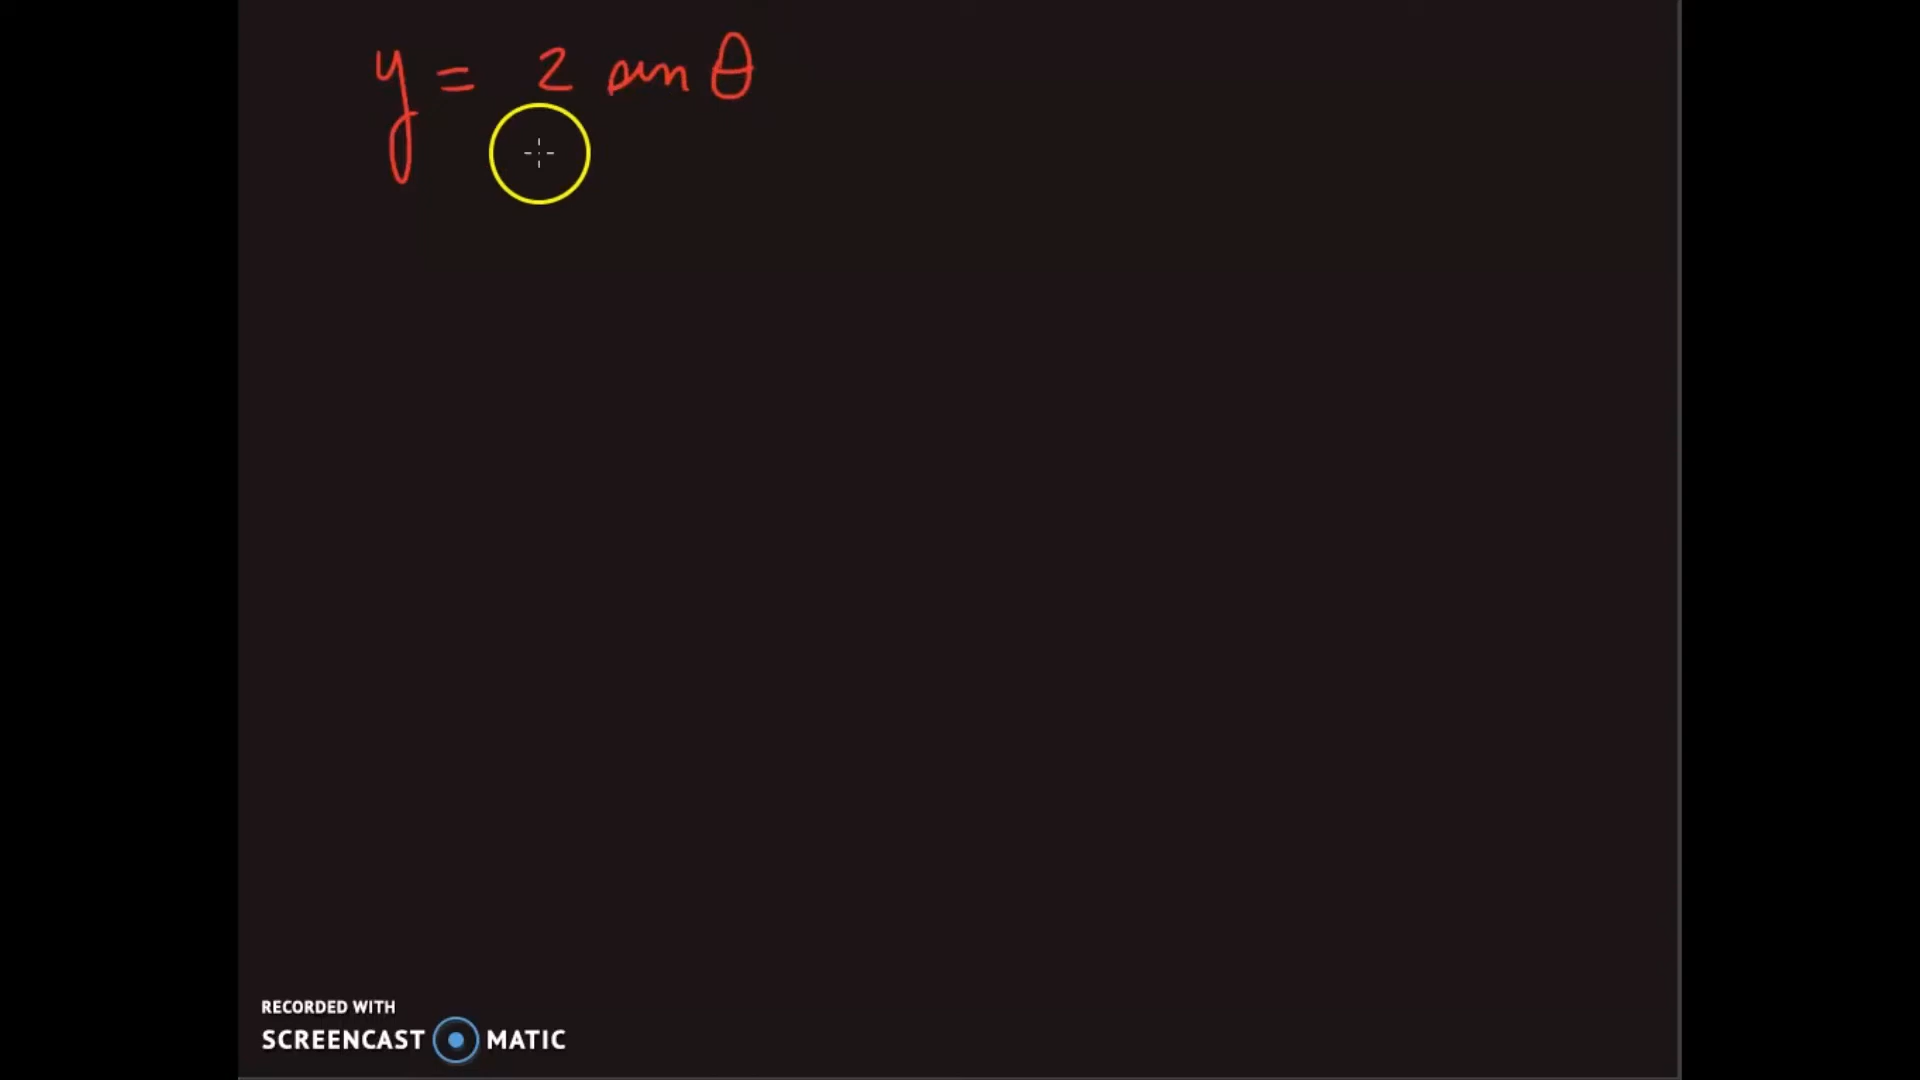 y = 2 sin θ
RECORDED WITH
SCREENCAST MATIC